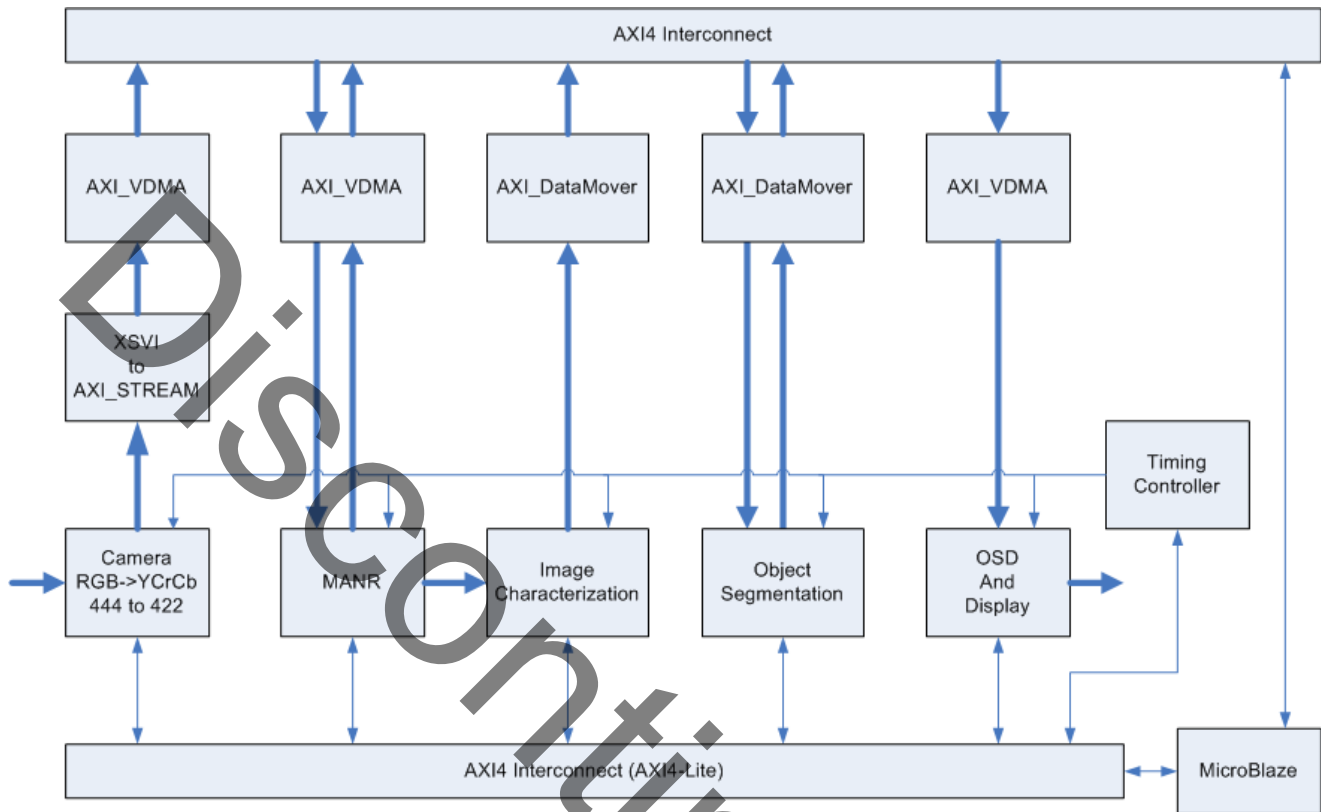 AXI4 Interconnect
AXI_VDMA
AXI_VDMA
AXI_DataMover
AXI_DataMover
AXI_VDMA
XSVI
to
AXI_STREAM
Timing
Controller
Camera
RGB->YCrCb
444 to 422
MANR
Image
Characterization
Object
Segmentation
OSD
And
Display
AXI4 Interconnect (AXI4-Lite)
MicroBlaze